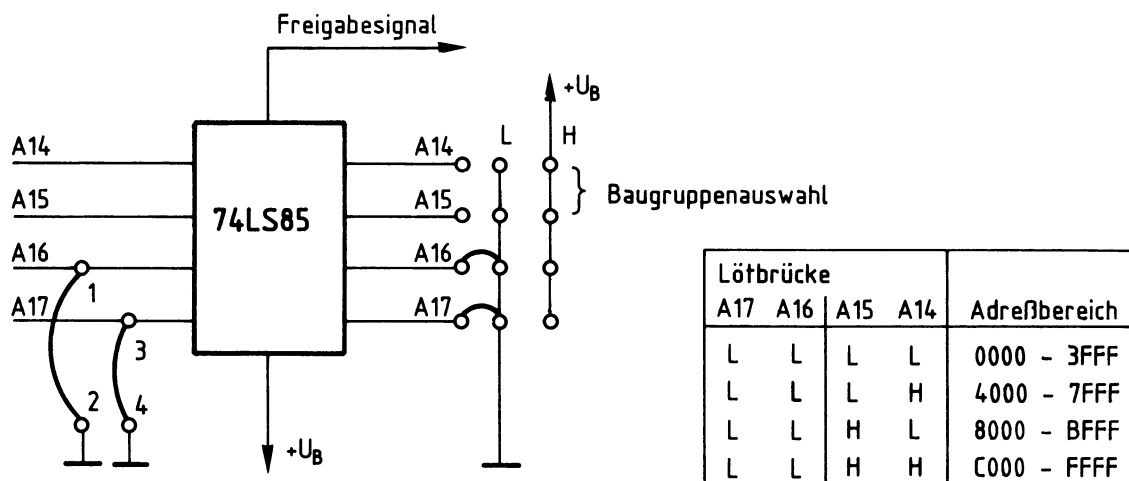 Freigabesignal
+UB
L H
A14 A14
A15 A15
Baugruppenauswahl
74LS85
A16 A16
1
A17 A17
3
2 4
+UB
Lötbrücke
A17 A16 A15 A14 Adreßbereich
L L L L 0000 - 3FFF
L L L H 4000 - 7FFF
L L H L 8000 - BFFF
L L H H C000 - FFFF